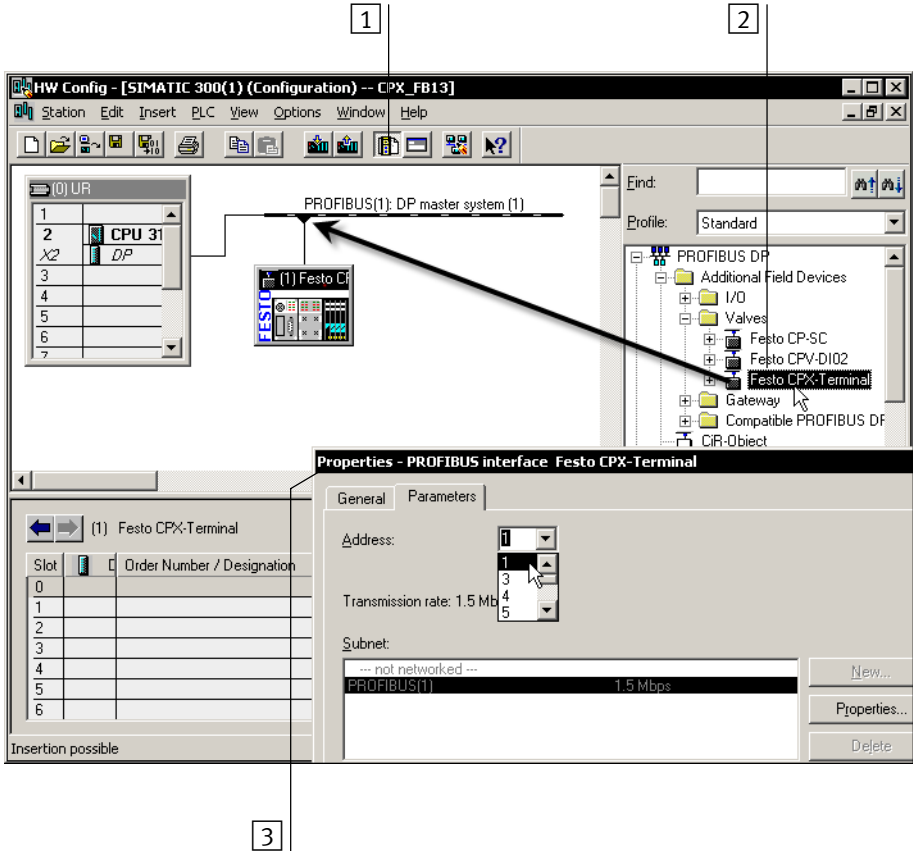 1
2
HW Config - [SIMATIC 300(1) (Configuration) -- CPX_FB13]
Station Edit Insert PLC View Options Window Help
(0) UR
1
2 CPU 31
X2 DP
3
4
5
6
7
PROFIBUS(1): DP master system (1)
(1) Festo CP
FESTO
Find:
Profile: Standard
PROFIBUS DP
Additional Field Devices
I/O
Valves
Festo CP-SC
Festo CPV-DI02
Festo CPX-Terminal
Gateway
Compatible PROFIBUS DP
CiR-Object
(1) Festo CPX-Terminal
Slot D Order Number / Designation
0
1
2
3
4
5
6
Insertion possible
Properties - PROFIBUS interface Festo CPX-Terminal
General Parameters
Address: 1
1
3
4
5
Transmission rate: 1.5 Mb
Subnet:
--- not networked ---
PROFIBUS(1) 1.5 Mbps
New...
Properties...
Delete
3